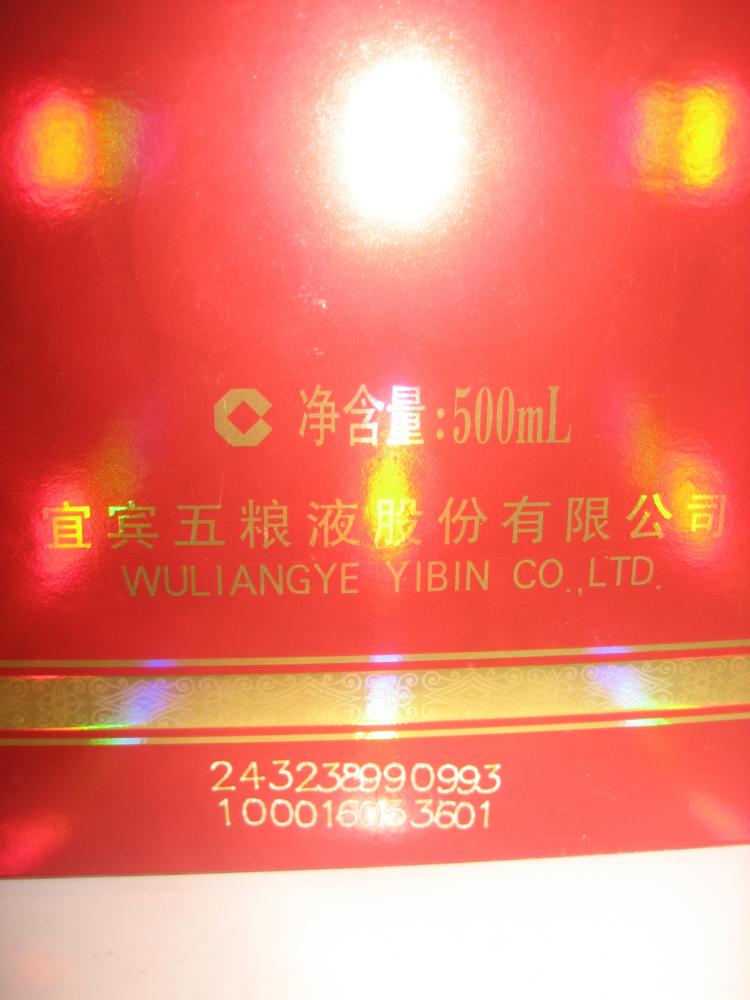 净含量:500mL
宜宾五粮液股份有限公司
WULIANGYE YIBIN CO.,LTD.
243238990993